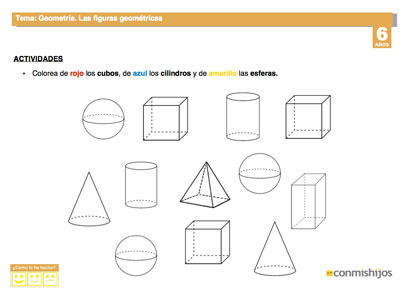 Tema: Geometría. Las figuras geométricas
6
AÑOS
ACTIVIDADES
• Colorea de rojo los cubos, de azul los cilindros y de amarillo las esferas.
¿Cómo lo he hecho?
conmishijos